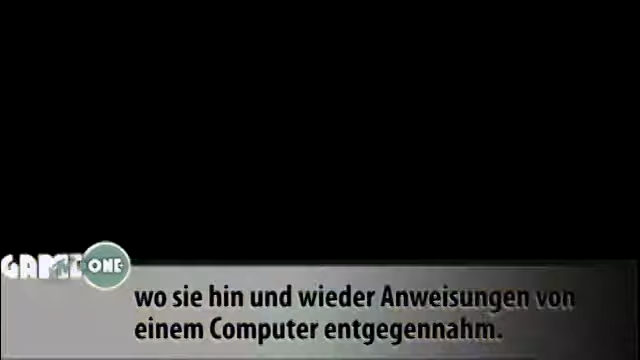 GAME ONE
wo sie hin und wieder Anweisungen von
einem Computer entgegennahm.